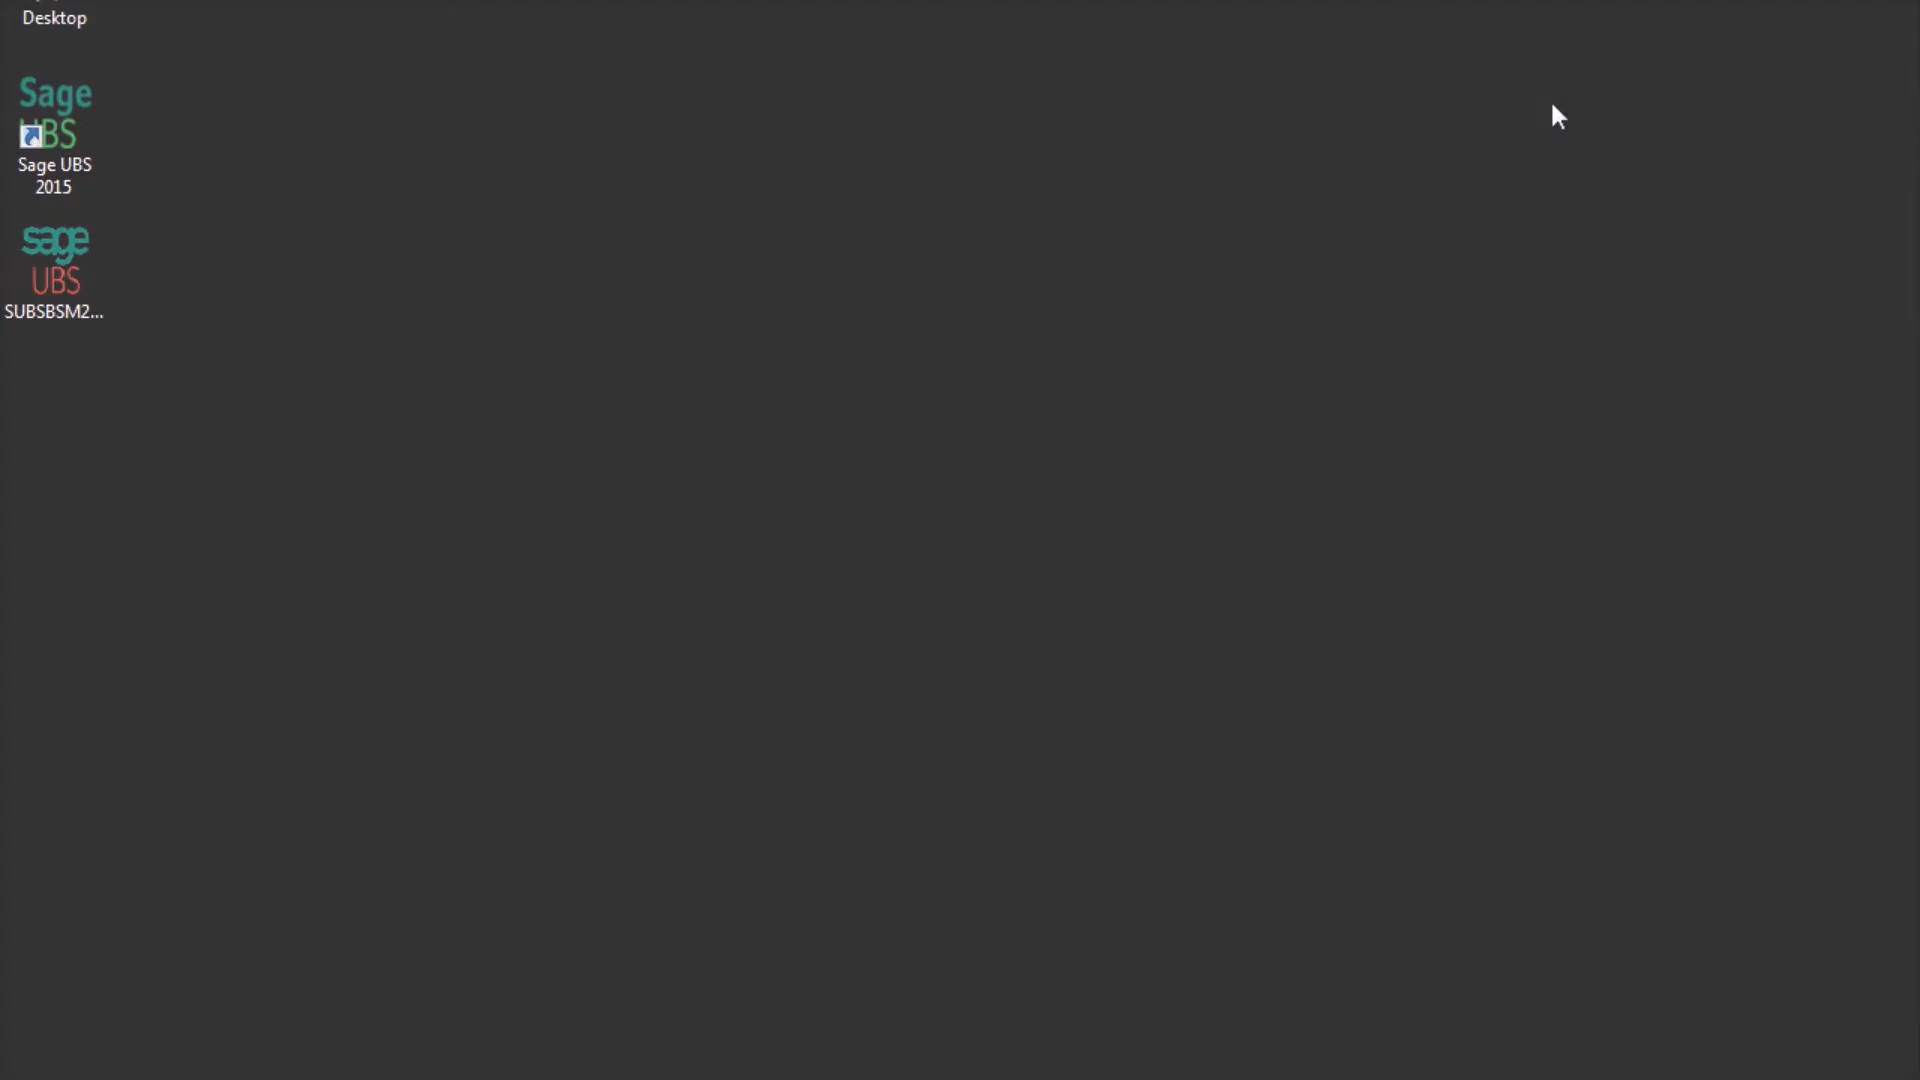 Desktop
Sage
UBS
Sage UBS
2015
sage
UBS
SUBSBSM2...